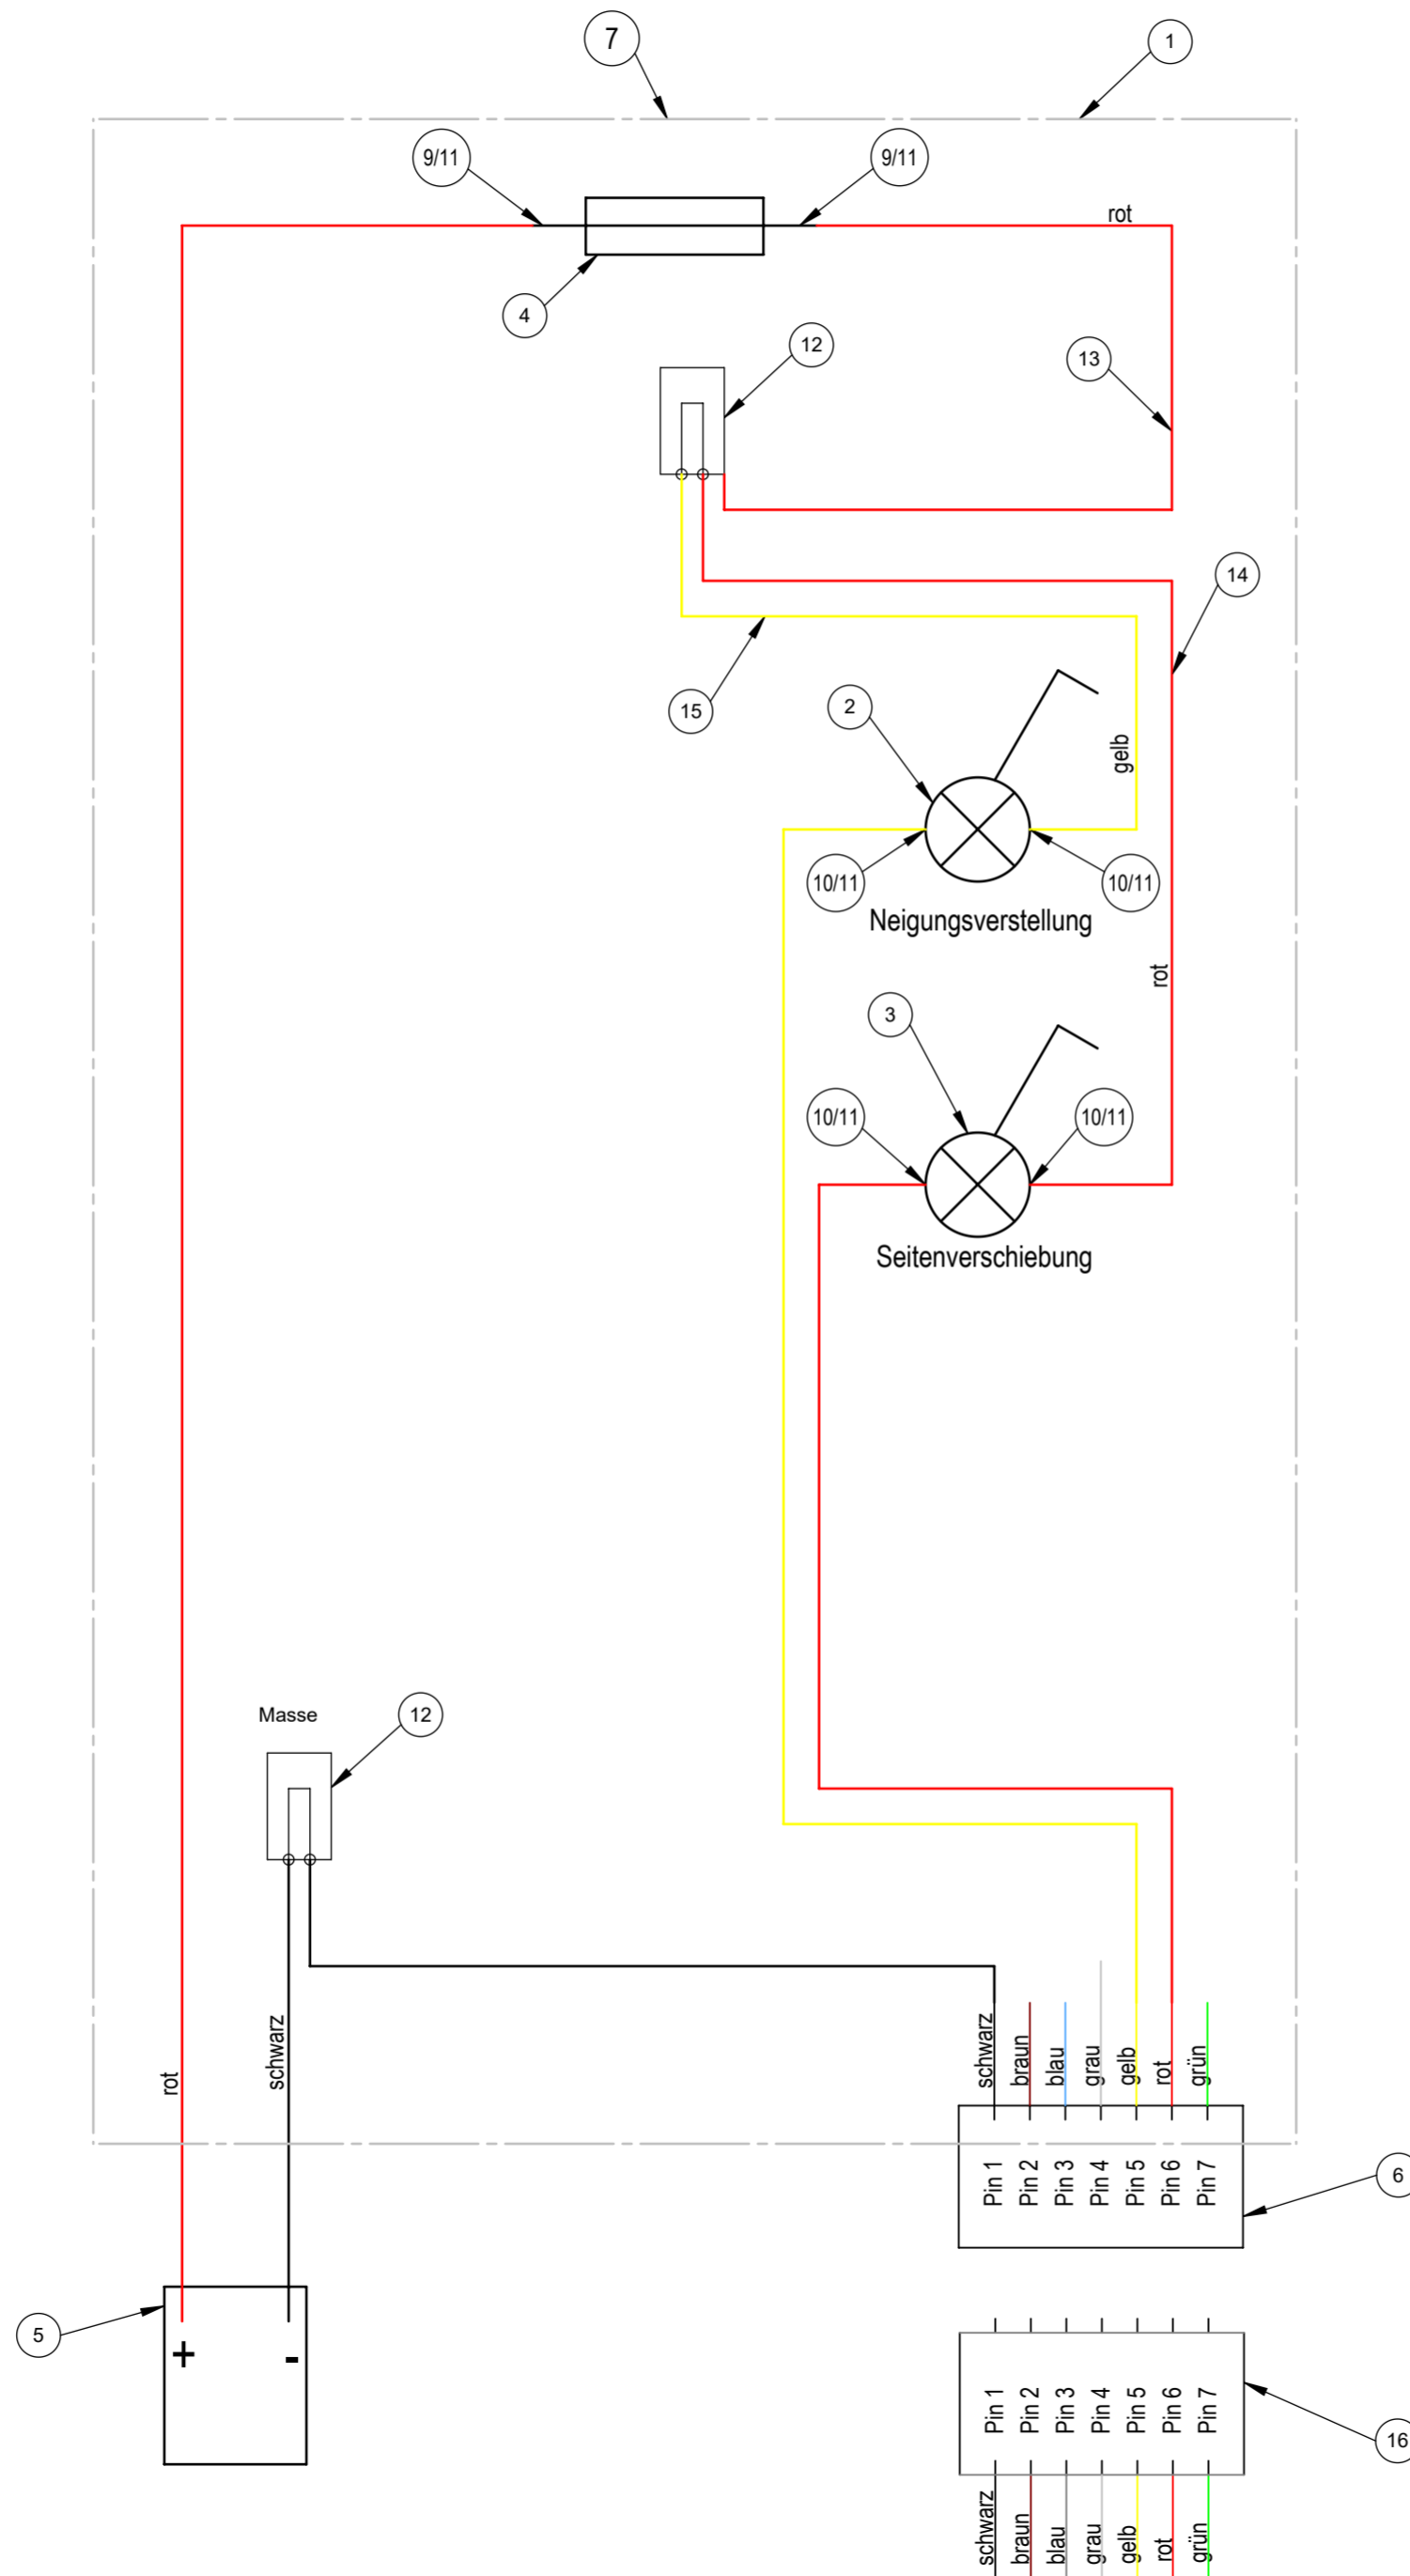 7
1
9/11
9/11
rot
4
12
13
14
15
2
gelb
10/11
10/11
Neigungsverstellung
rot
3
10/11
10/11
Seitenverschiebung
Masse
12
rot
schwarz
schwarz
braun
blau
grau
gelb
rot
grün
Pin 1
Pin 2
Pin 3
Pin 4
Pin 5
Pin 6
Pin 7
6
5
+
-
Pin 1
Pin 2
Pin 3
Pin 4
Pin 5
Pin 6
Pin 7
16
schwarz
braun
blau
grau
gelb
rot
grün